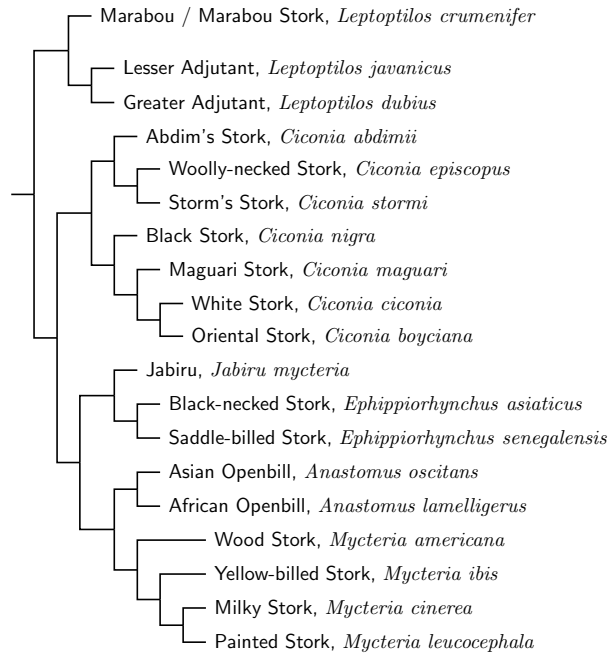 Marabou / Marabou Stork, Leptoptilos crumenifer
Lesser Adjutant, Leptoptilos javanicus
Greater Adjutant, Leptoptilos dubius
Abdim's Stork, Ciconia abdimii
Woolly-necked Stork, Ciconia episcopus
Storm's Stork, Ciconia stormi
Black Stork, Ciconia nigra
Maguari Stork, Ciconia maguari
White Stork, Ciconia ciconia
Oriental Stork, Ciconia boyciana
Jabiru, Jabiru mycteria
Black-necked Stork, Ephippiorhynchus asiaticus
Saddle-billed Stork, Ephippiorhynchus senegalensis
Asian Openbill, Anastomus oscitans
African Openbill, Anastomus lamelligerus
Wood Stork, Mycteria americana
Yellow-billed Stork, Mycteria ibis
Milky Stork, Mycteria cinerea
Painted Stork, Mycteria leucocephala